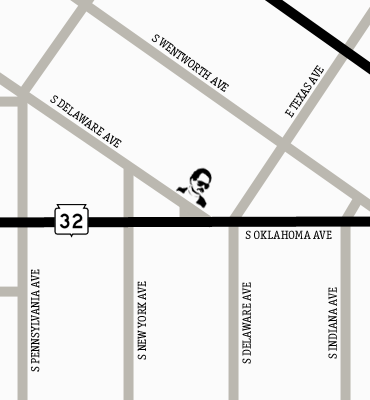 S WENTWORTH AVE
E TEXAS AVE
S DELAWARE AVE
32
S OKLAHOMA AVE
S PENNSYLVANIA AVE
S NEW YORK AVE
S DELAWARE AVE
S INDIANA AVE